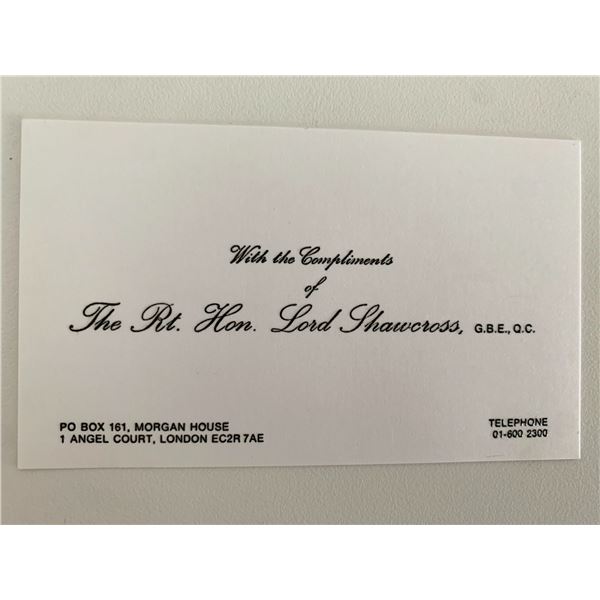 With the Compliments
of
The Rt. Hon. Lord Shawcross, G.B.E., Q.C.
PO BOX 161, MORGAN HOUSE
1 ANGEL COURT, LONDON EC2R 7AE
TELEPHONE
01-600 2300